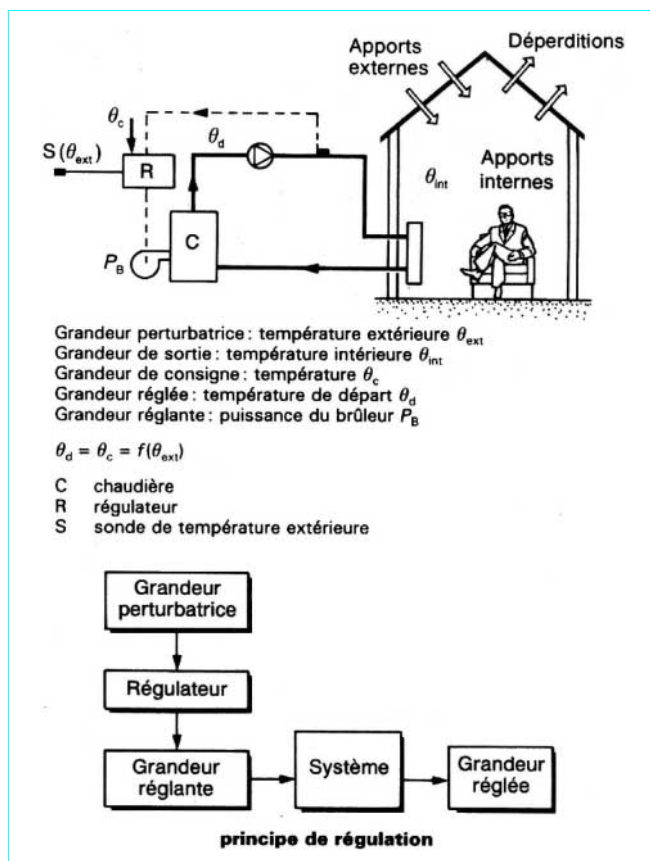 Apports
externes
Déperditions
θc
S(θext)
R
θd
θint
Apports
internes
C
PB
Grandeur perturbatrice: température extérieure θext
Grandeur de sortie: température intérieure θint
Grandeur de consigne: température θc
Grandeur réglée: température de départ θd
Grandeur réglante: puissance du brûleur PB
θd = θc = f(θext)
C chaudière
R régulateur
S sonde de température extérieure
Grandeur
perturbatrice
Régulateur
Grandeur
réglante
Système
Grandeur
réglée
principe de régulation